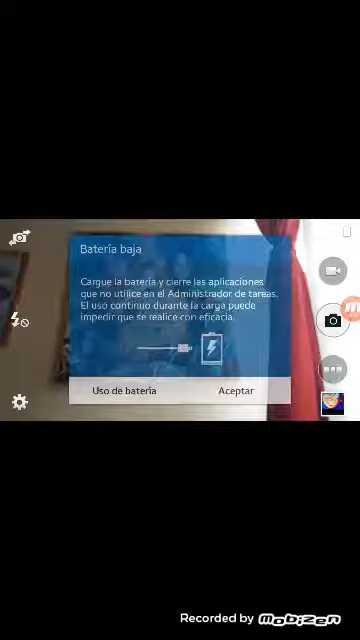 Batería baja
Cargue la batería y cierre las aplicaciones
que no utilice en el Administrador de tareas.
El uso continuo durante la carga puede
impedir que se realice con eficacia.
Uso de batería
Aceptar
Recorded by Mobizen